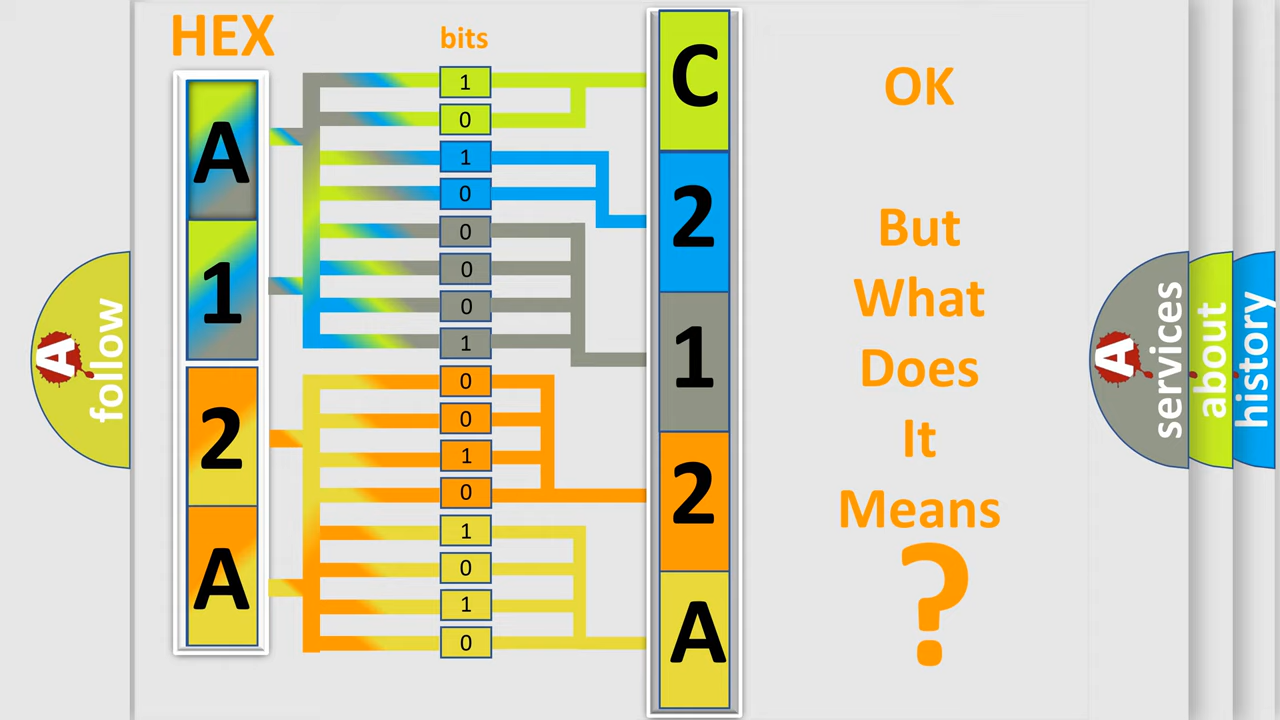 HEX
bits
A
1
2
A
1
0
1
0
0
0
0
1
0
0
1
0
1
0
1
0
C
2
1
2
A
OK
But
What
Does
It
Means
?
A
follow
A
services
about
history